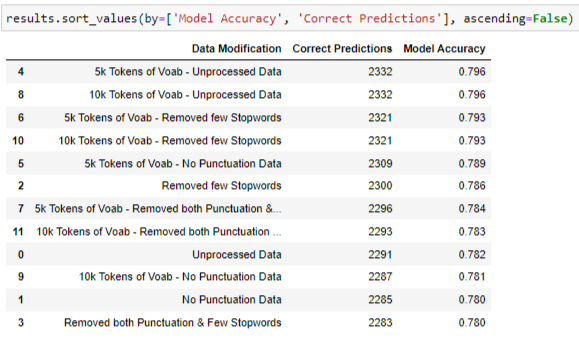 results.sort_values(by=['Model Accuracy', 'Correct Predictions'], ascending=False)
Data Modification Correct Predictions Model Accuracy
4 5k Tokens of Voab - Unprocessed Data 2332 0.796
8 10k Tokens of Voab - Unprocessed Data 2332 0.796
6 5k Tokens of Voab - Removed few Stopwords 2321 0.793
10 10k Tokens of Voab - Removed few Stopwords 2321 0.793
5 5k Tokens of Voab - No Punctuation Data 2309 0.789
2 Removed few Stopwords 2300 0.786
7 5k Tokens of Voab - Removed both Punctuation &... 2296 0.784
11 10k Tokens of Voab - Removed both Punctuation ... 2293 0.783
0 Unprocessed Data 2291 0.782
9 10k Tokens of Voab - No Punctuation Data 2287 0.781
1 No Punctuation Data 2285 0.780
3 Removed both Punctuation & Few Stopwords 2283 0.780